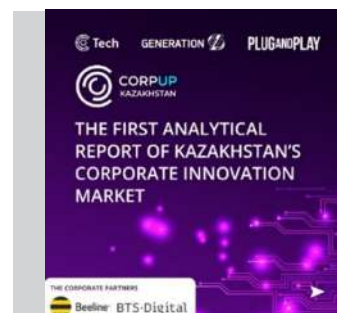 Tech GENERATION PLUGANDPLAY
CORPUP
KAZAKHSTAN
THE FIRST ANALYTICAL
REPORT OF KAZAKHSTAN'S
CORPORATE INNOVATION
MARKET
THE CORPORATE PARTNERS
Beeline BTS-Digital